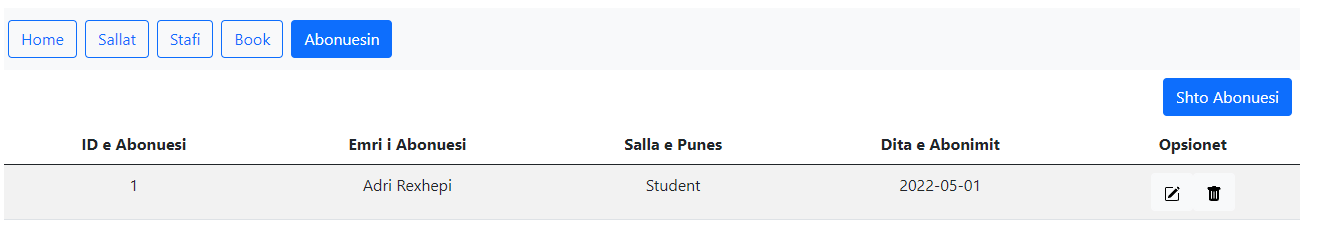 Home Sallat Stafi Book Abonuesin
Shto Abonuesi
ID e Abonuesi Emri i Abonuesi Salla e Punes Dita e Abonimit Opsionet
1 Adri Rexhepi Student 2022-05-01